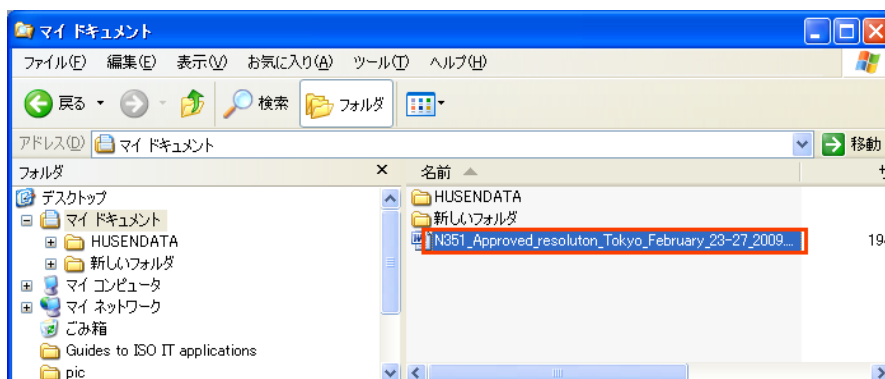 マイ ドキュメント
ファイル(F) 編集(E) 表示(V) お気に入り(A) ツール(T) ヘルプ(H)
戻る 検索 フォルダ
アドレス(D) マイ ドキュメント 移動
フォルダ × 名前
デスクトップ
マイ ドキュメント
HUSENDATA
新しいフォルダ
マイ コンピュータ
マイ ネットワーク
ごみ箱
Guides to ISO IT applications
pic
HUSENDATA
新しいフォルダ
N351_Approved_resoluton_Tokyo_February_23-27_2009....